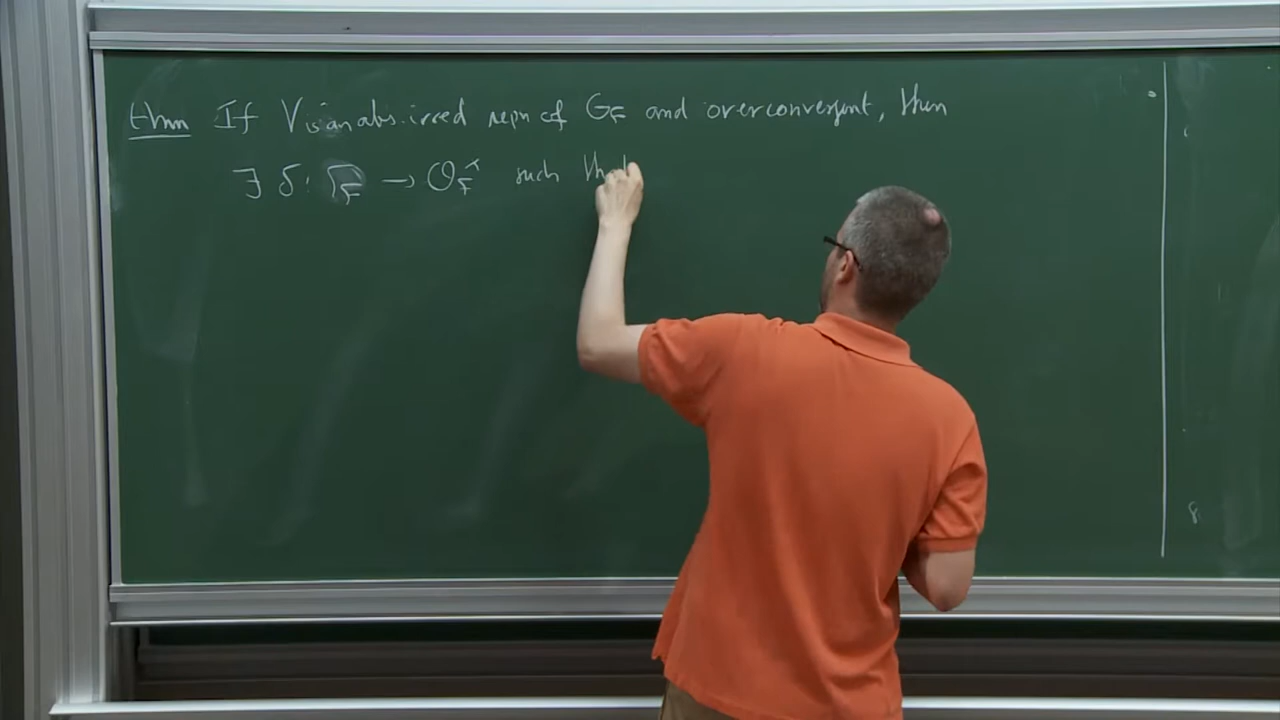 thm If V is an abs. irred repn of G_F and overconvergent, then
∃ δ: Γ_F → O_F^× such that